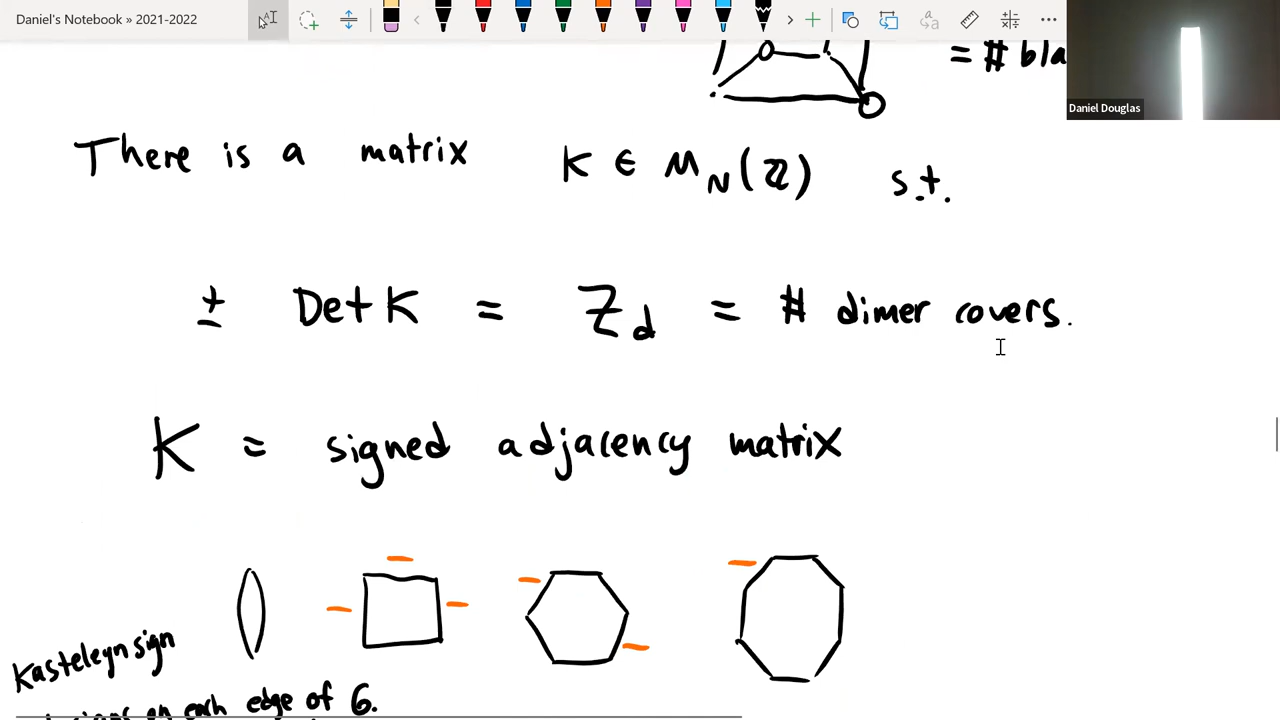 Daniel's Notebook » 2021-2022
= # bla
Daniel Douglas
There is a matrix K ∈ M_N(ℤ) s.t.
± Det K = Z_d = # dimer covers.
K = signed adjacency matrix
Kasteleyn sign
on each edge of G.